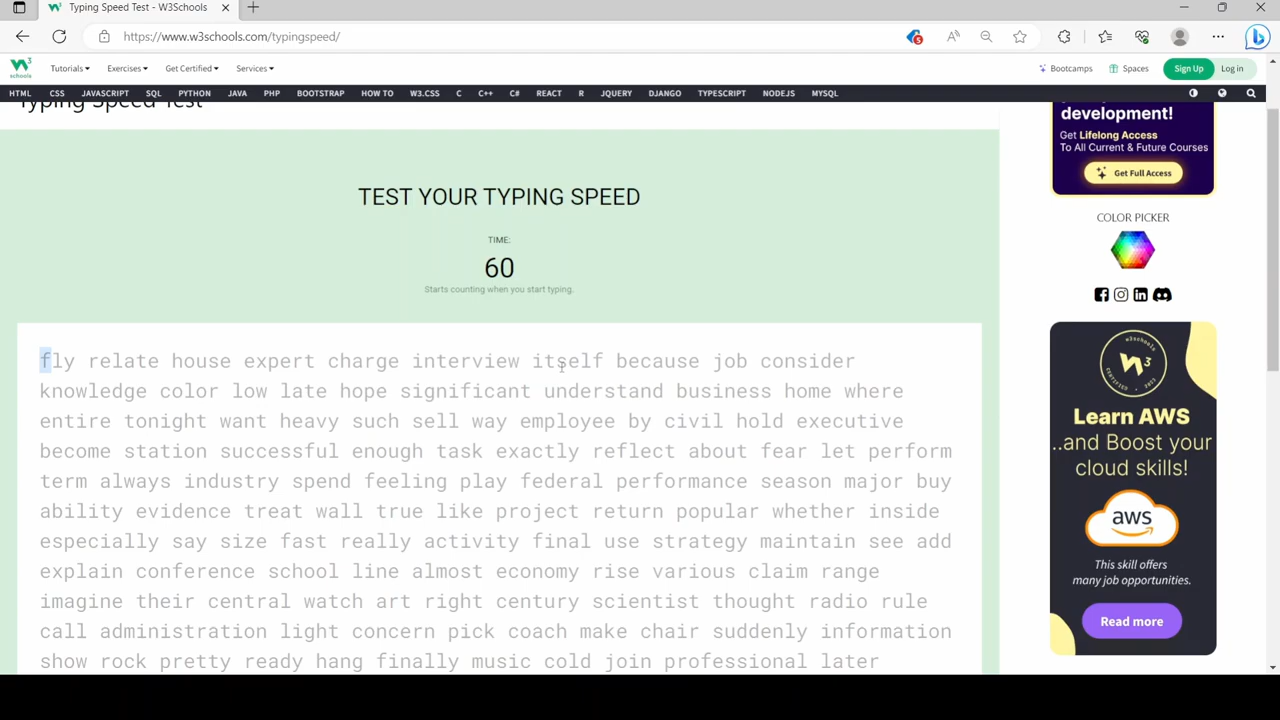 Typing Speed Test - W3Schools
https://www.w3schools.com/typingspeed/
W3 schools Tutorials Exercises Get Certified Services Bootcamps Spaces Sign Up Log in
HTML CSS JAVASCRIPT SQL PYTHON JAVA PHP BOOTSTRAP HOW TO W3.CSS C C++ C# REACT R JQUERY DJANGO TYPESCRIPT NODEJS MYSQL
Typing Speed Test
TEST YOUR TYPING SPEED
TIME:
60
Starts counting when you start typing.
fly relate house expert charge interview itself because job consider
knowledge color low late hope significant understand business home where
entire tonight want heavy such sell way employee by civil hold executive
become station successful enough task exactly reflect about fear let perform
term always industry spend feeling play federal performance season major buy
ability evidence treat wall true like project return popular whether inside
especially say size fast really activity final use strategy maintain see add
explain conference school line almost economy rise various claim range
imagine their central watch art right century scientist thought radio rule
call administration light concern pick coach make chair suddenly information
show rock pretty ready hang finally music cold join professional later
development!
Get Lifelong Access
To All Current & Future Courses
Get Full Access
COLOR PICKER
W3
Learn AWS
..and Boost your
cloud skills!
aws
This skill offers
many job opportunities.
Read more